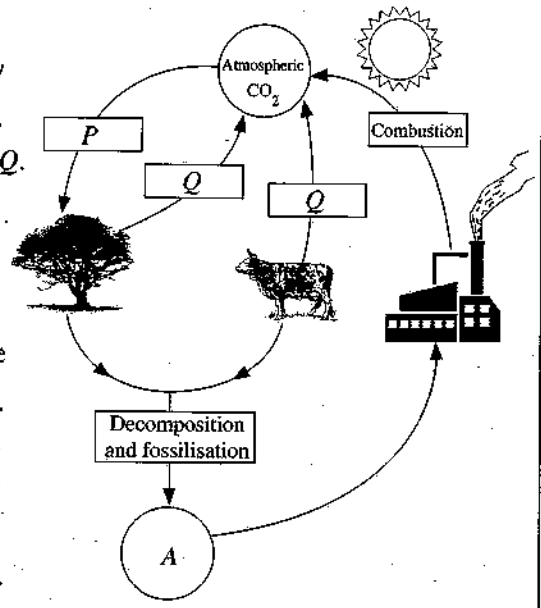 Atmospheric
CO₂
P
Combustion
Q.
Q
Q
Decomposition
and fossilisation
A